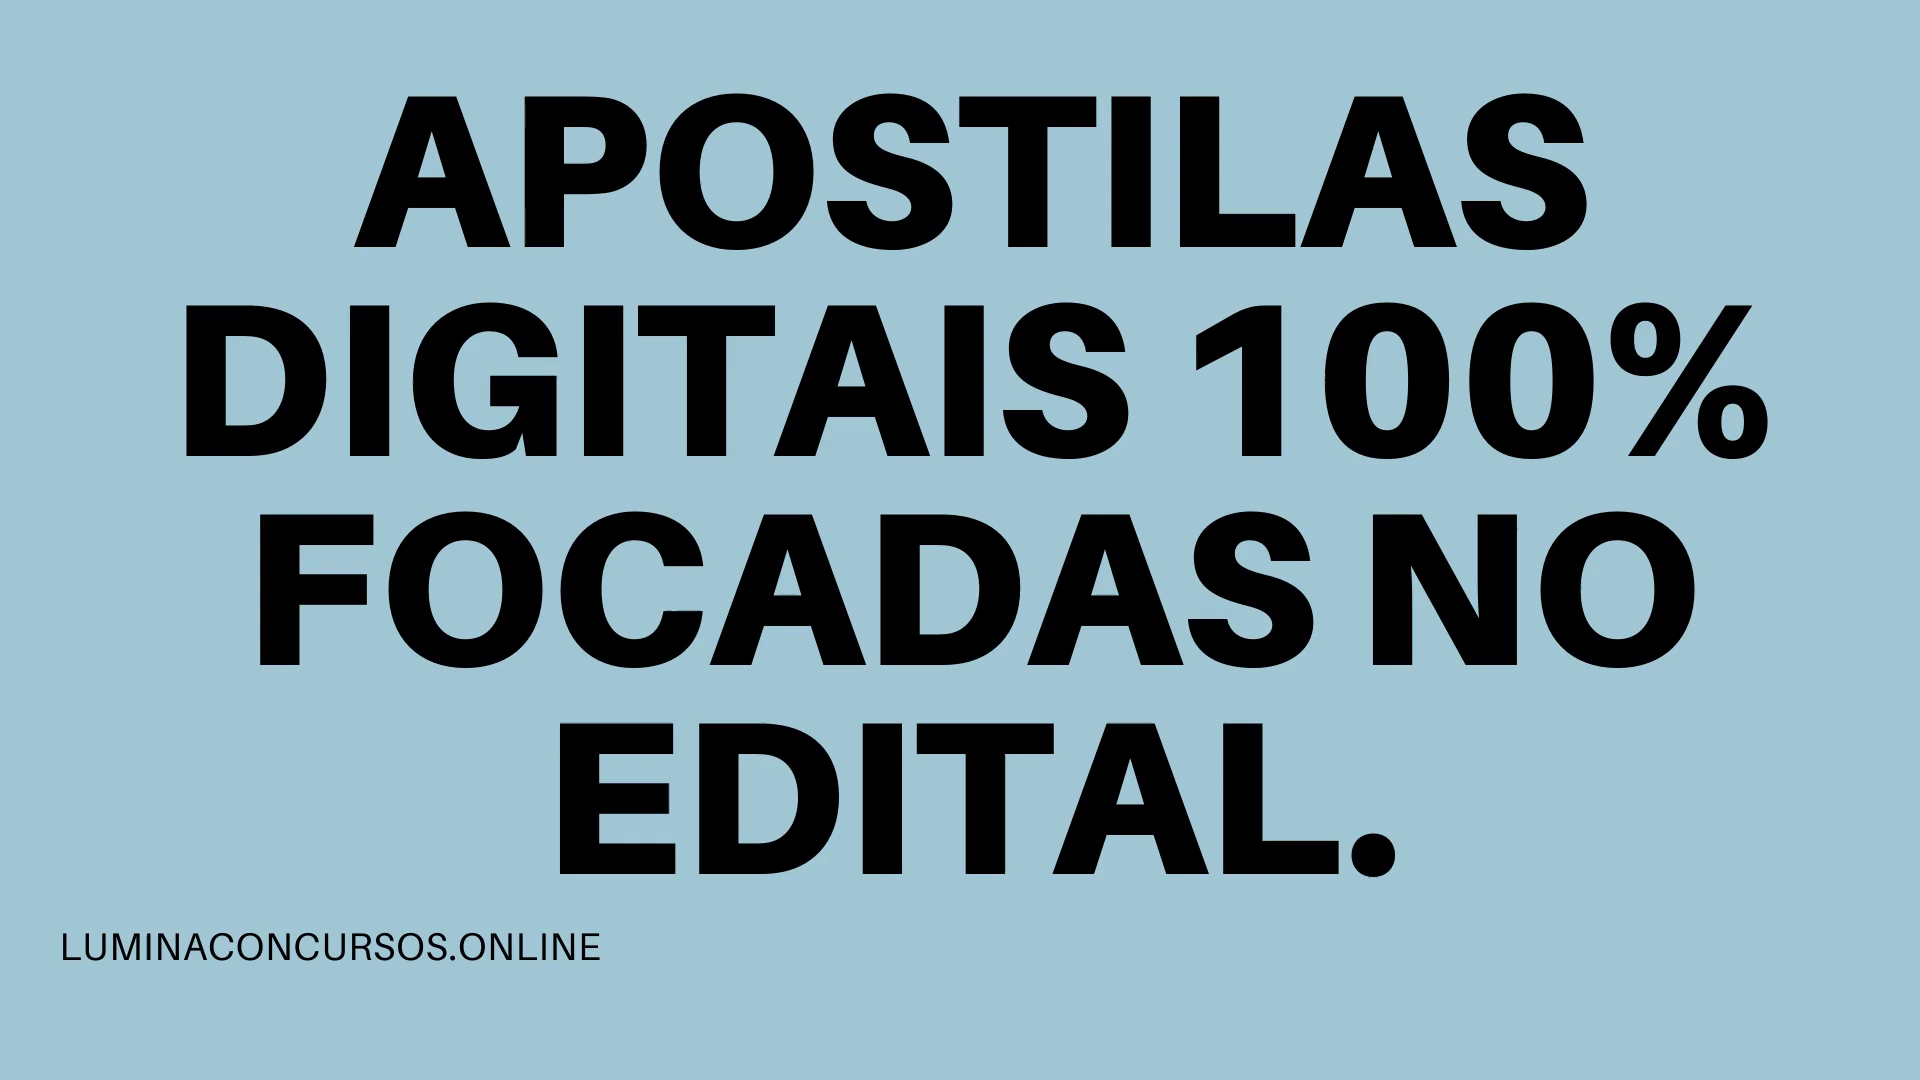 APOSTILAS
DIGITAIS 100%
FOCADAS NO
EDITAL.
LUMINACONCURSOS.ONLINE